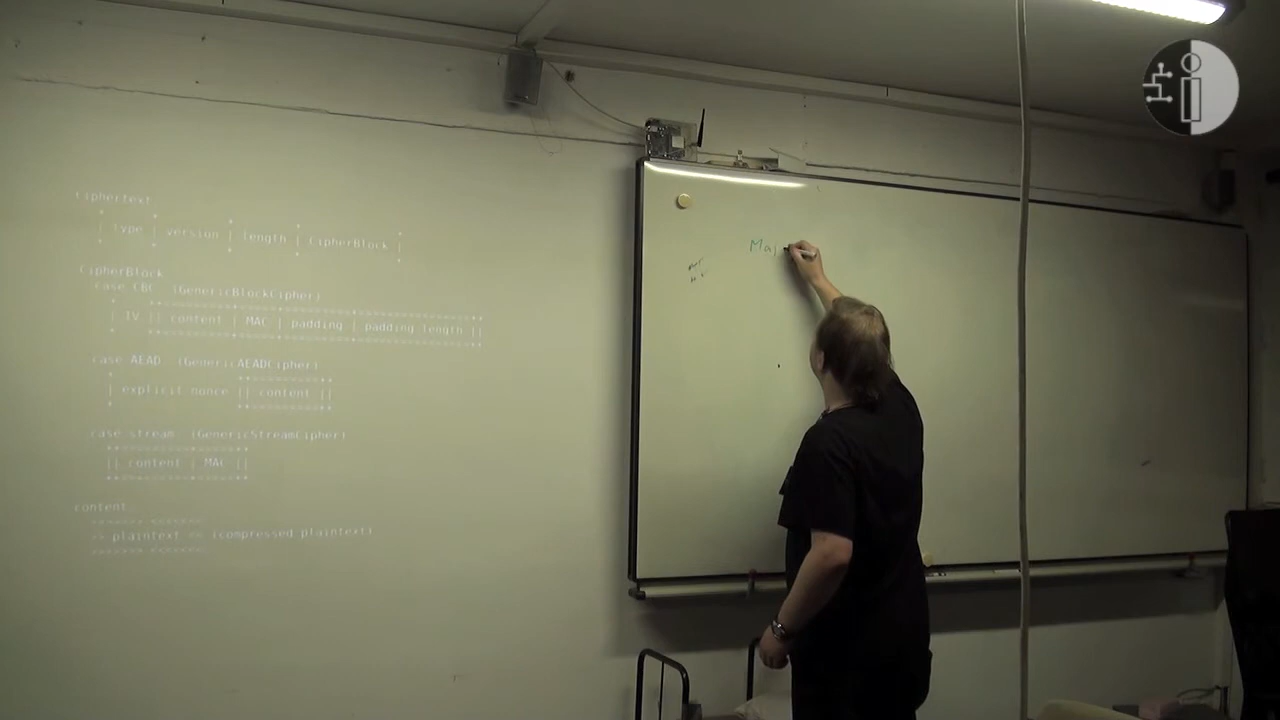 ciphertext
| type | version | length | CipherBlock |
CipherBlock
case CBC (GenericBlockCipher)
| IV || content | MAC | padding | padding length ||
case AEAD (GenericAEADCipher)
| explicit nonce || content ||
case stream (GenericStreamCipher)
|| content | MAC ||
content
>> plaintext << (compressed plaintext)
Maj